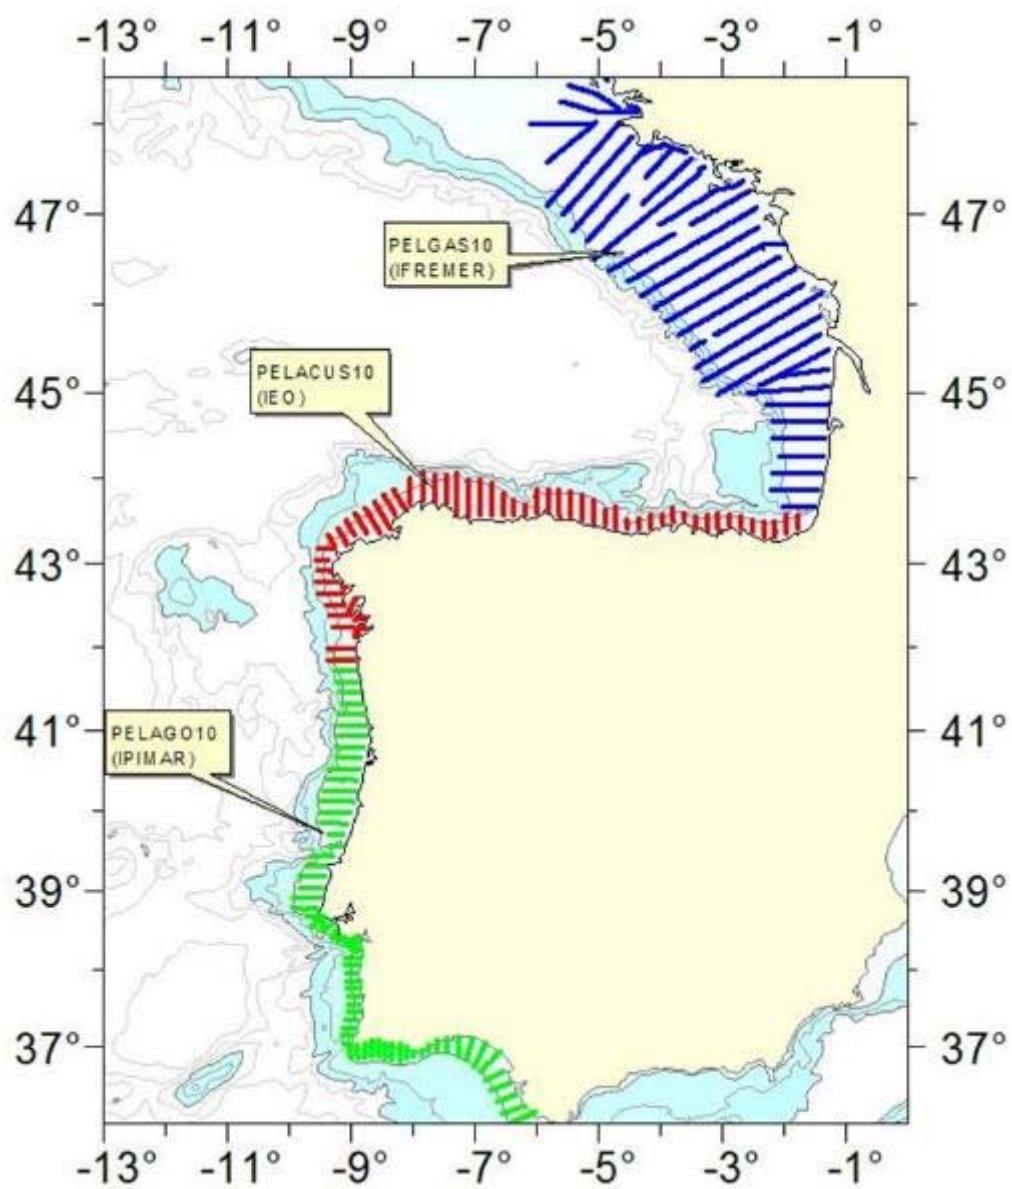 -13° -11° -9° -7° -5° -3° -1°
47° 47°
PELGAS10
(IFREMER)
PELACUS10
(IEO)
45° 45°
43° 43°
PELAGO10
(IPIMAR)
41° 41°
39° 39°
37° 37°
-13° -11° -9° -7° -5° -3° -1°